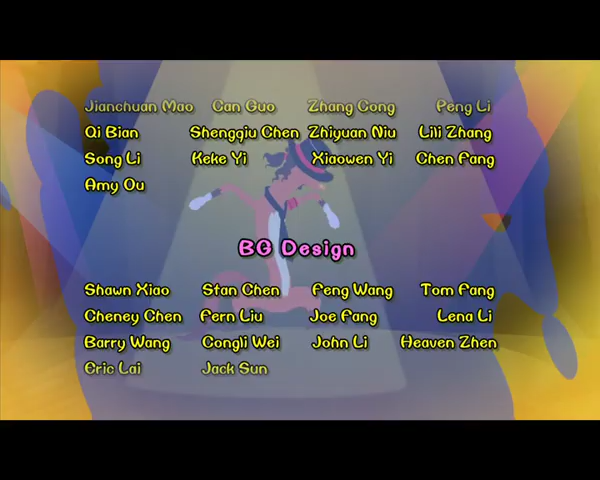 Jianchuan Mao Can Guo Zhang Cong Peng Li
Qi Bian Shengqiu Chen Zhiyuan Niu Lili Zhang
Song Li Keke Yi Xiaowen Yi Chen Fang
Amy Ou
BG Design
Shawn Xiao Stan Chen Feng Wang Tom Fang
Cheney Chen Fern Liu Joe Fang Lena Li
Barry Wang Congli Wei John Li Heaven Zhen
Eric Lai Jack Sun